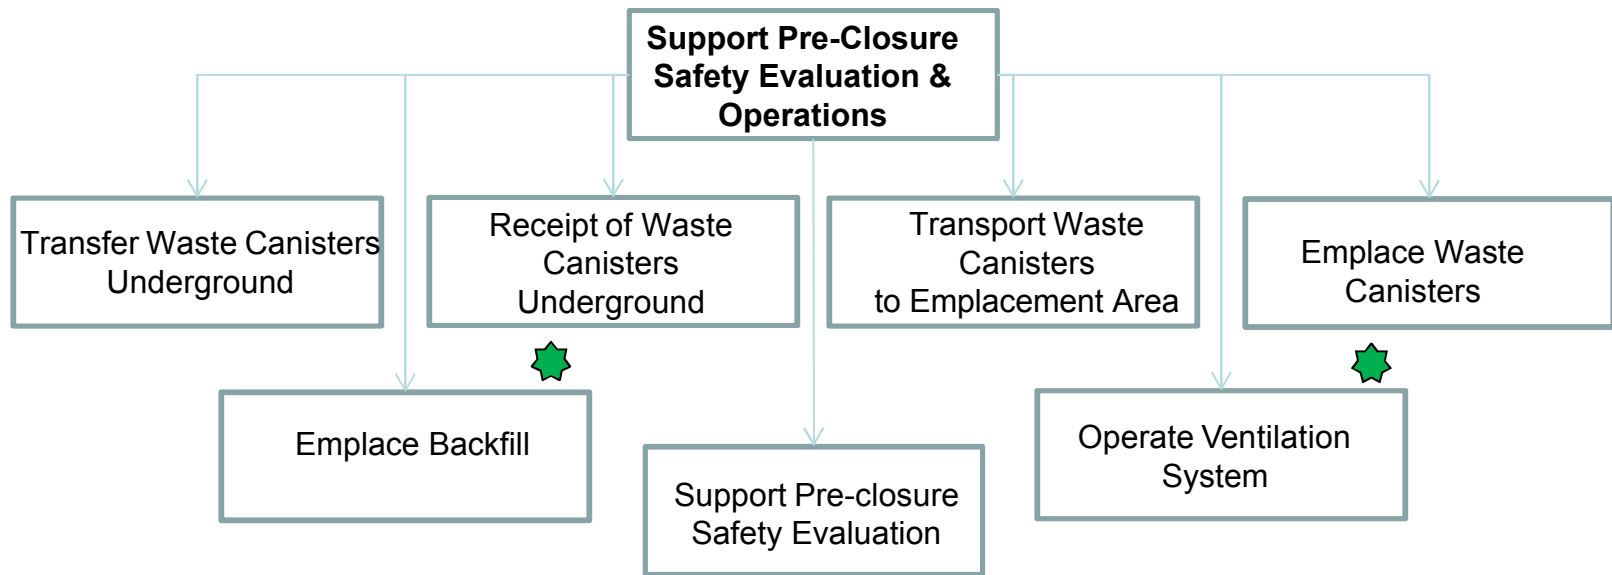 Support Pre-Closure
Safety Evaluation &
Operations
Transfer Waste Canisters
Underground
Receipt of Waste
Canisters
Underground
Transport Waste
Canisters
to Emplacement Area
Emplace Waste
Canisters
Emplace Backfill
Support Pre-closure
Safety Evaluation
Operate Ventilation
System